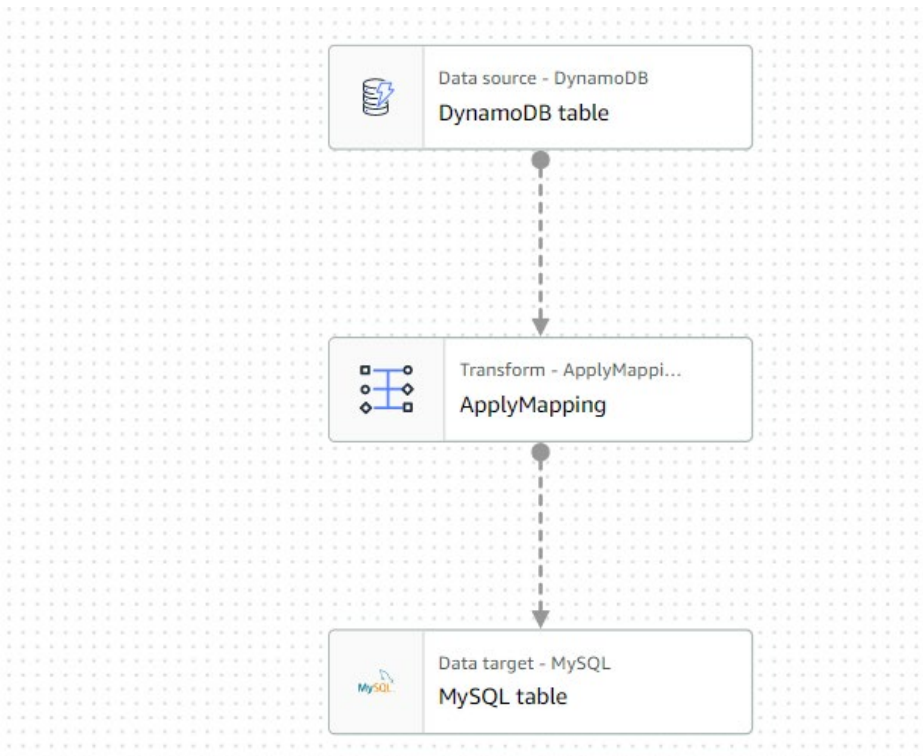 Data source - DynamoDB
DynamoDB table
Transform - ApplyMappi...
ApplyMapping
Data target - MySQL
MySQL
MySQL table